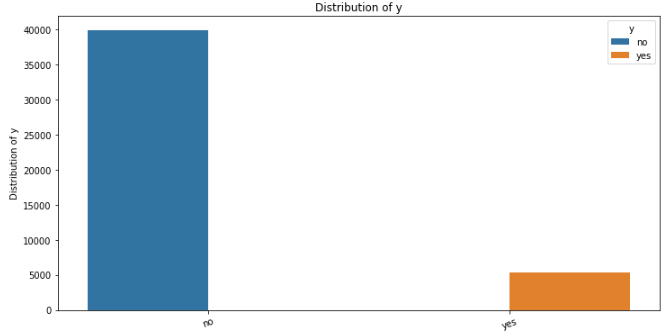 Distribution of y
y
no
yes
Distribution of y
40000
35000
30000
25000
20000
15000
10000
5000
0
no
yes